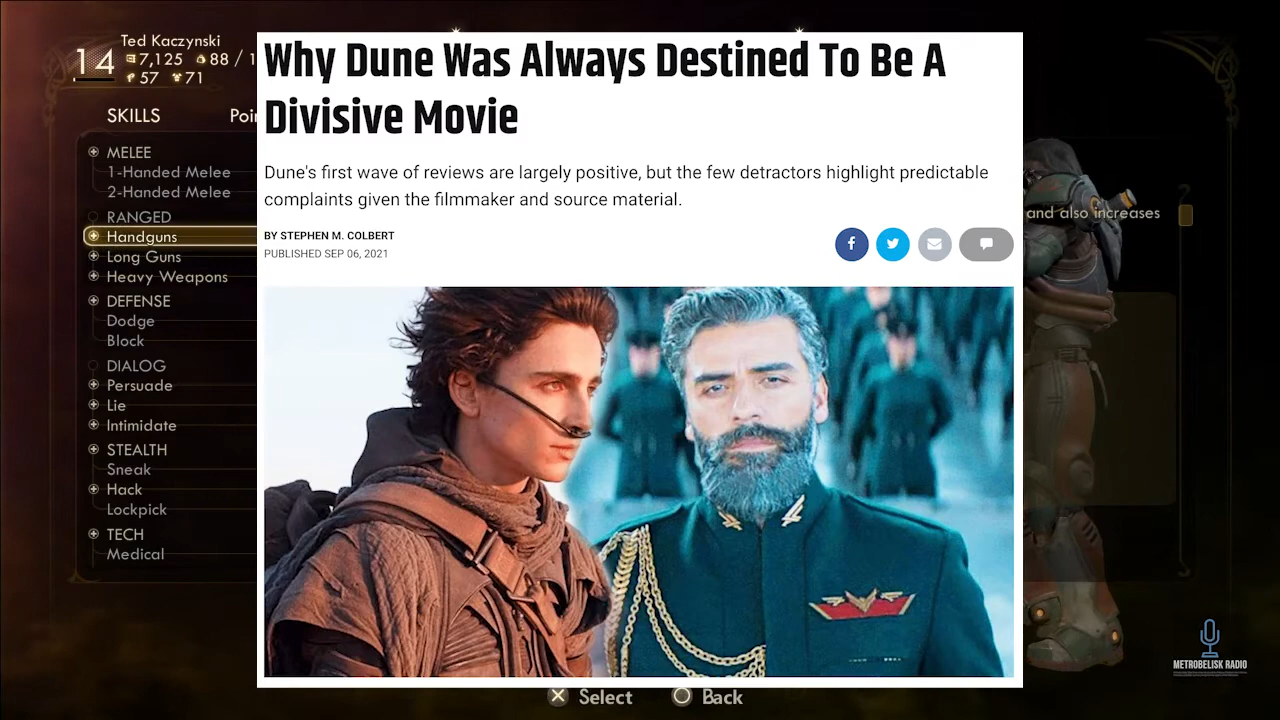 14
Ted Kaczynski
7,125 88 / 1
57 71
SKILLS
MELEE
1-Handed Melee
2-Handed Melee
RANGED
Handguns
Long Guns
Heavy Weapons
DEFENSE
Dodge
Block
DIALOG
Persuade
Lie
Intimidate
STEALTH
Sneak
Hack
Lockpick
TECH
Medical
Why Dune Was Always Destined To Be A
Divisive Movie
Dune's first wave of reviews are largely positive, but the few detractors highlight predictable
complaints given the filmmaker and source material.
BY STEPHEN M. COLBERT
PUBLISHED SEP 06, 2021
and also increases
METROBELISK RADIO
Select Back